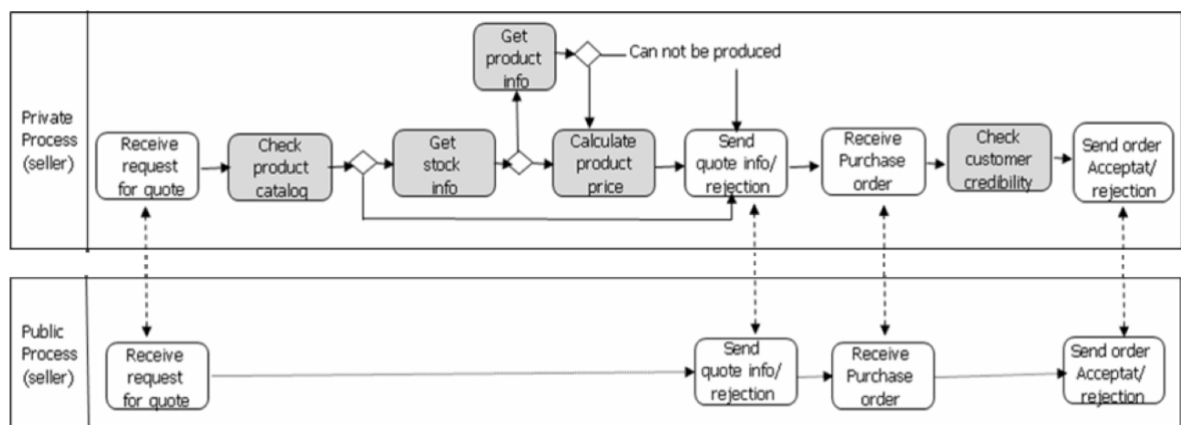 Private
Process
(seller)
Receive
request
for quote
Check
product
catalog
Get
stock
info
Get
product
info
Can not be produced
Calculate
product
price
Send
quote info/
rejection
Receive
Purchase
order
Check
customer
credibility
Send order
Acceptat/
rejection
Public
Process
(seller)
Receive
request
for quote
Send
quote info/
rejection
Receive
Purchase
order
Send order
Acceptat/
rejection